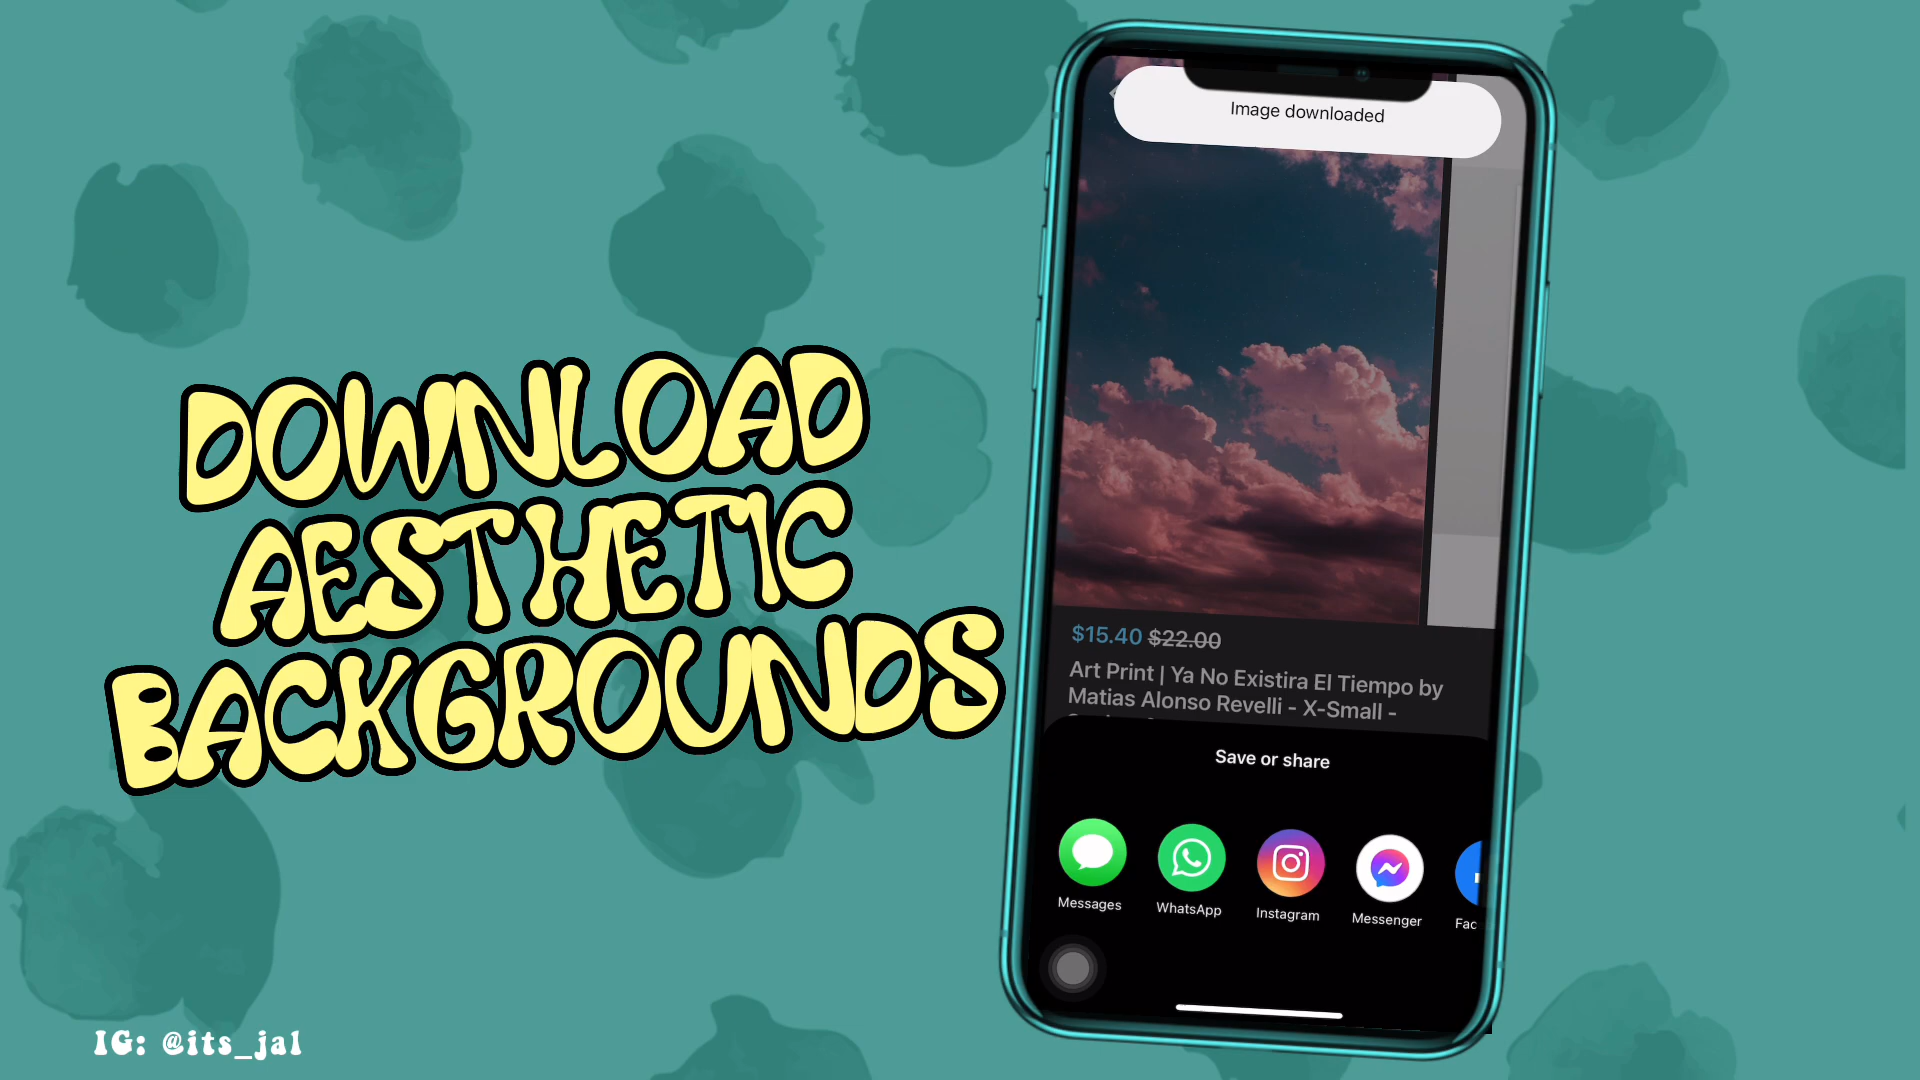 DOWNLOAD
AESTHETIC
BACKGROUNDS
IG: @its_jal
Image downloaded
$15.40 $22.00
Art Print | Ya No Existira El Tiempo by
Matias Alonso Revelli - X-Small -
Save or share
Messages
WhatsApp
Instagram
Messenger
Fac